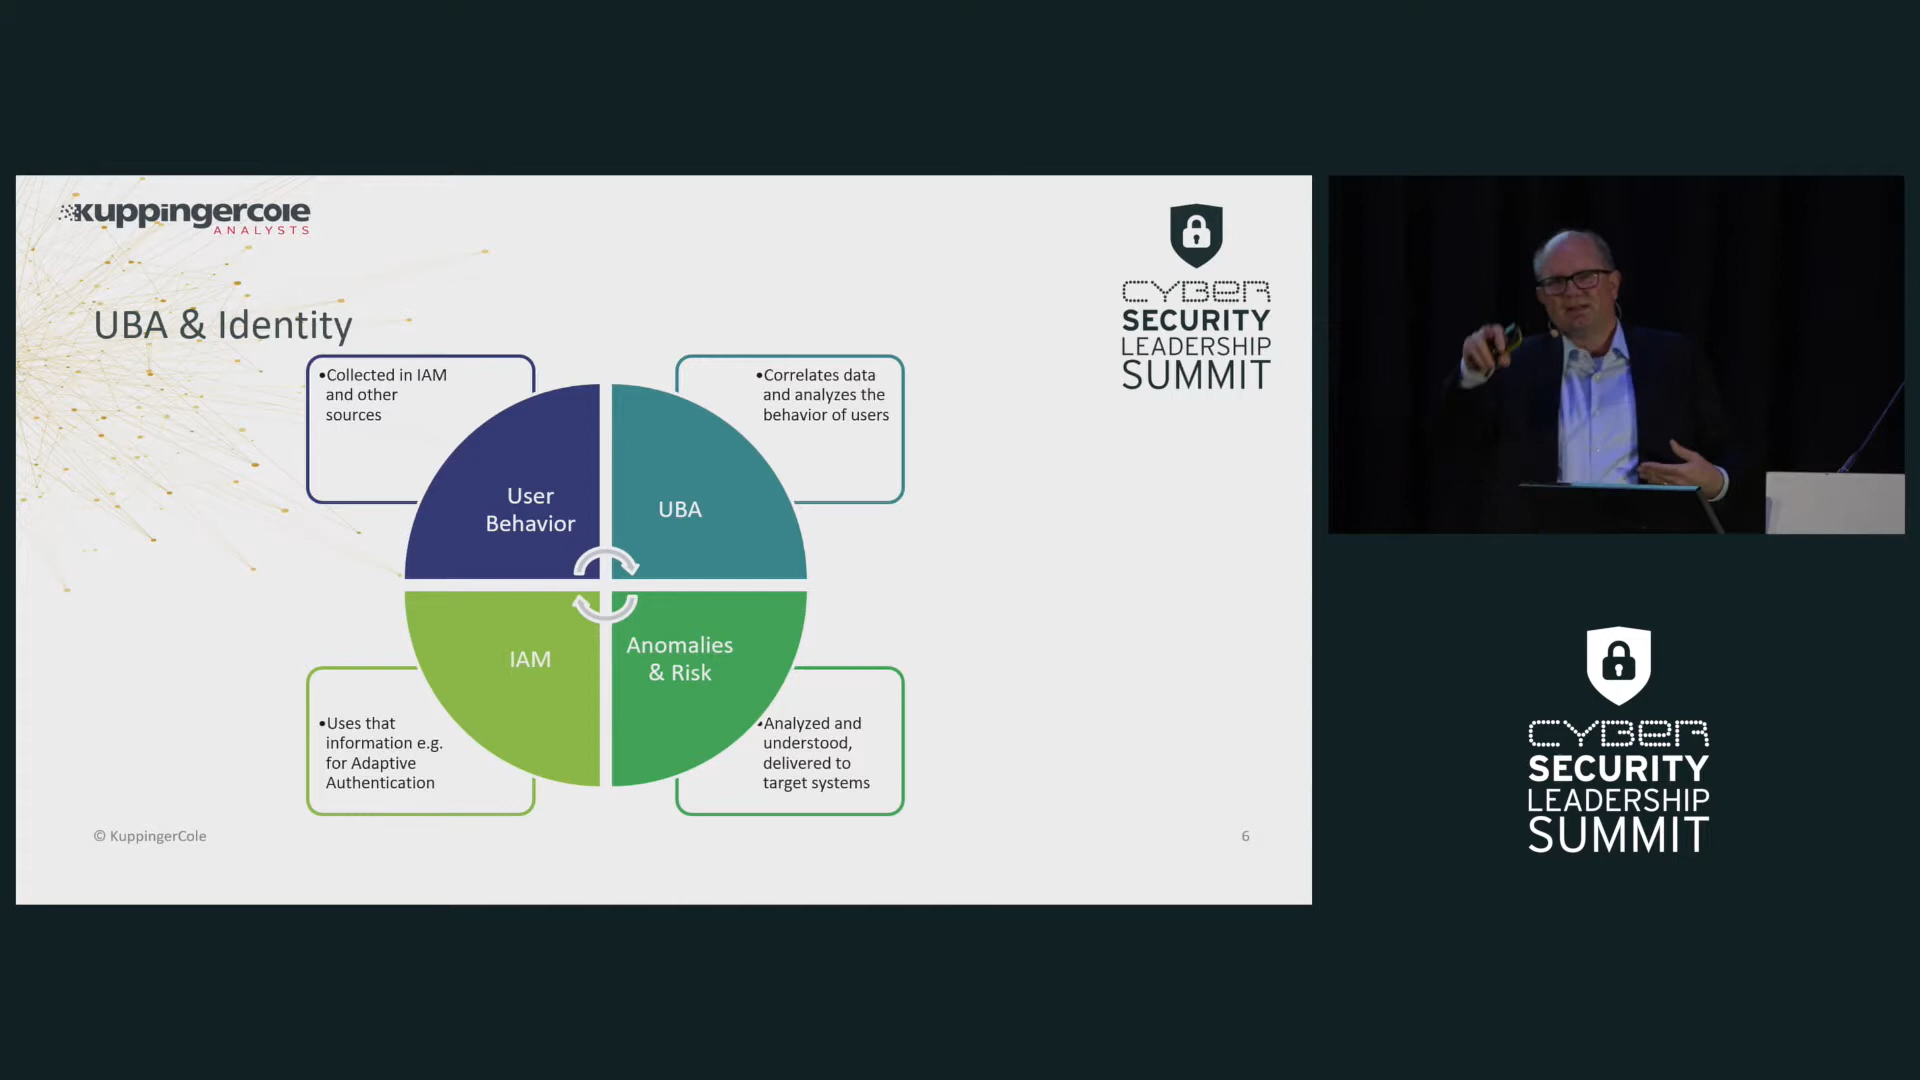 kuppingercole
ANALYSTS
CYBER
SECURITY
LEADERSHIP
SUMMIT
UBA & Identity
•Collected in IAM
and other
sources
•Correlates data
and analyzes the
behavior of users
User
Behavior
UBA
IAM
Anomalies
& Risk
•Uses that
information e.g.
for Adaptive
Authentication
•Analyzed and
understood,
delivered to
target systems
© KuppingerCole
6
CYBER
SECURITY
LEADERSHIP
SUMMIT